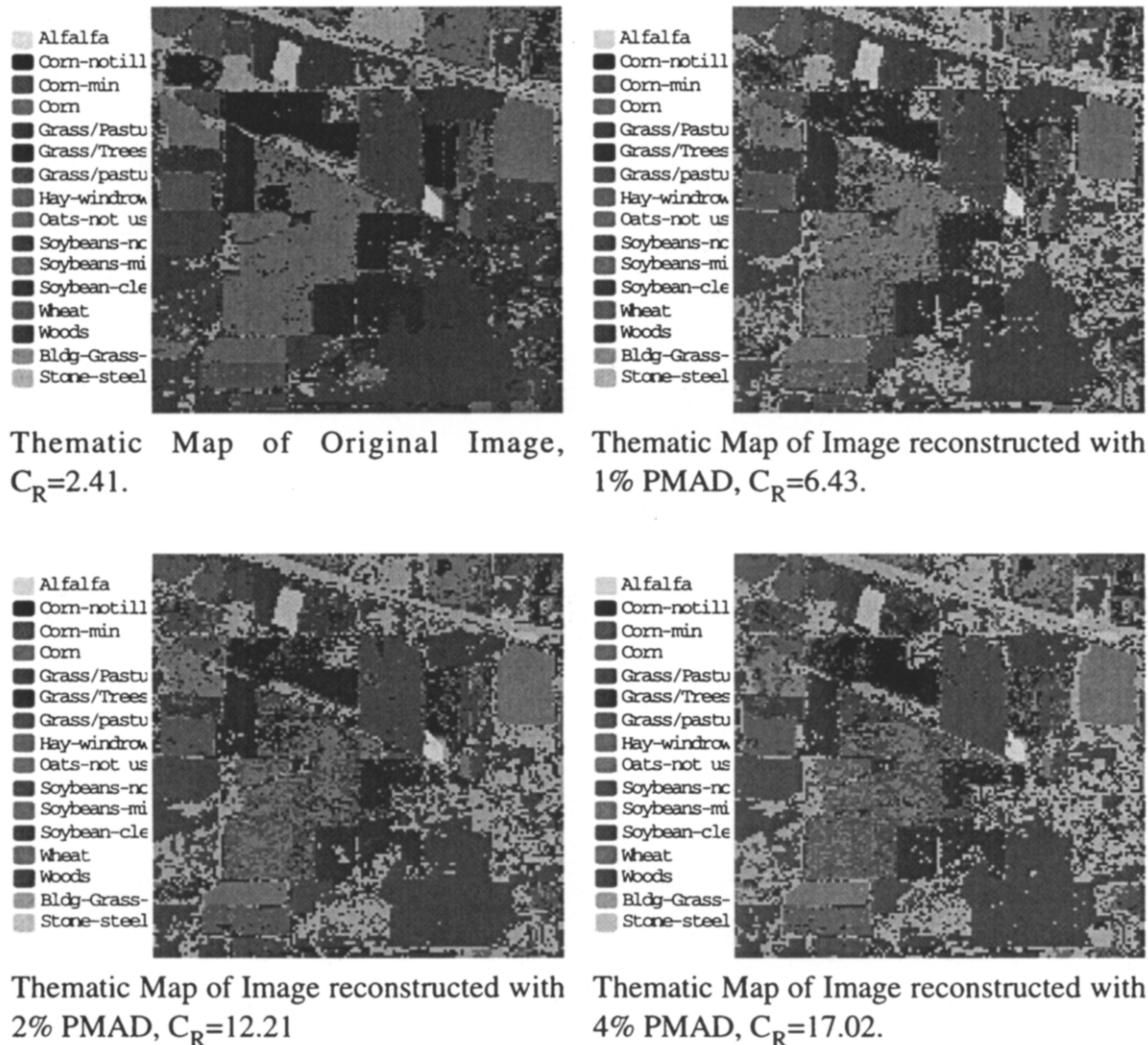 Alfalfa
Corn-notill
Corn-min
Corn
Grass/Pastu
Grass/Trees
Grass/pastu
Hay-windrow
Oats-not us
Soybeans-nc
Soybeans-mi
Soybean-cle
Wheat
Woods
Bldg-Grass-
Stone-steel
Thematic Map of Original Image,
C_R=2.41.
Alfalfa
Corn-notill
Corn-min
Corn
Grass/Pastu
Grass/Trees
Grass/pastu
Hay-windrow
Oats-not us
Soybeans-nc
Soybeans-mi
Soybean-cle
Wheat
Woods
Bldg-Grass-
Stone-steel
Thematic Map of Image reconstructed with
1% PMAD, C_R=6.43.
Alfalfa
Corn-notill
Corn-min
Corn
Grass/Pastu
Grass/Trees
Grass/pastu
Hay-windrow
Oats-not us
Soybeans-nc
Soybeans-mi
Soybean-cle
Wheat
Woods
Bldg-Grass-
Stone-steel
Thematic Map of Image reconstructed with
2% PMAD, C_R=12.21
Alfalfa
Corn-notill
Corn-min
Corn
Grass/Pastu
Grass/Trees
Grass/pastu
Hay-windrow
Oats-not us
Soybeans-nc
Soybeans-mi
Soybean-cle
Wheat
Woods
Bldg-Grass-
Stone-steel
Thematic Map of Image reconstructed with
4% PMAD, C_R=17.02.